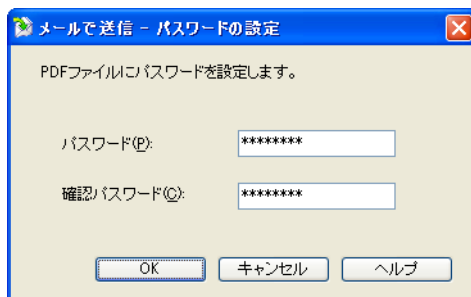 メールで送信 - パスワードの設定
PDFファイルにパスワードを設定します。
パスワード(P): ********
確認パスワード(C): ********
OK キャンセル ヘルプ